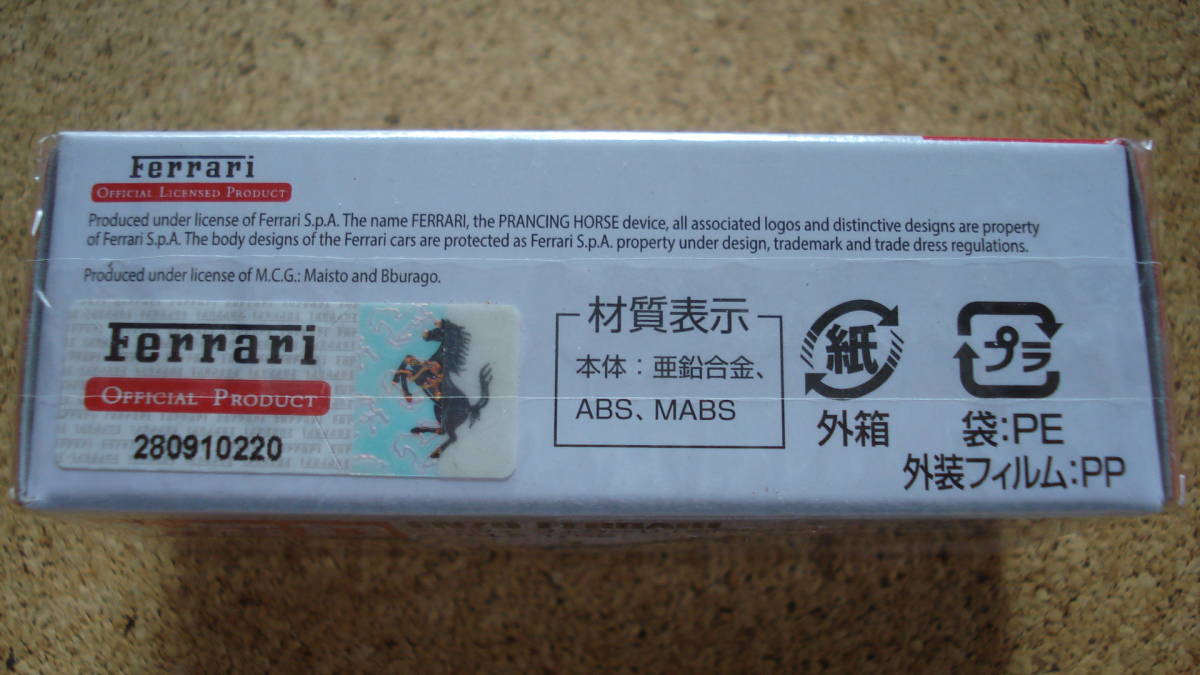 Ferrari
OFFICIAL LICENSED PRODUCT
Produced under license of Ferrari S.p.A. The name FERRARI, the PRANCING HORSE device, all associated logos and distinctive designs are property
of Ferrari S.p.A. The body designs of the Ferrari cars are protected as Ferrari S.p.A. property under design, trademark and trade dress regulations.
Produced under license of M.C.G.: Maisto and Bburago.
Ferrari
OFFICIAL PRODUCT
280910220
材質表示
本体：亜鉛合金、
ABS、MABS
紙
外箱
プラ
袋:PE
外装フィルム:PP